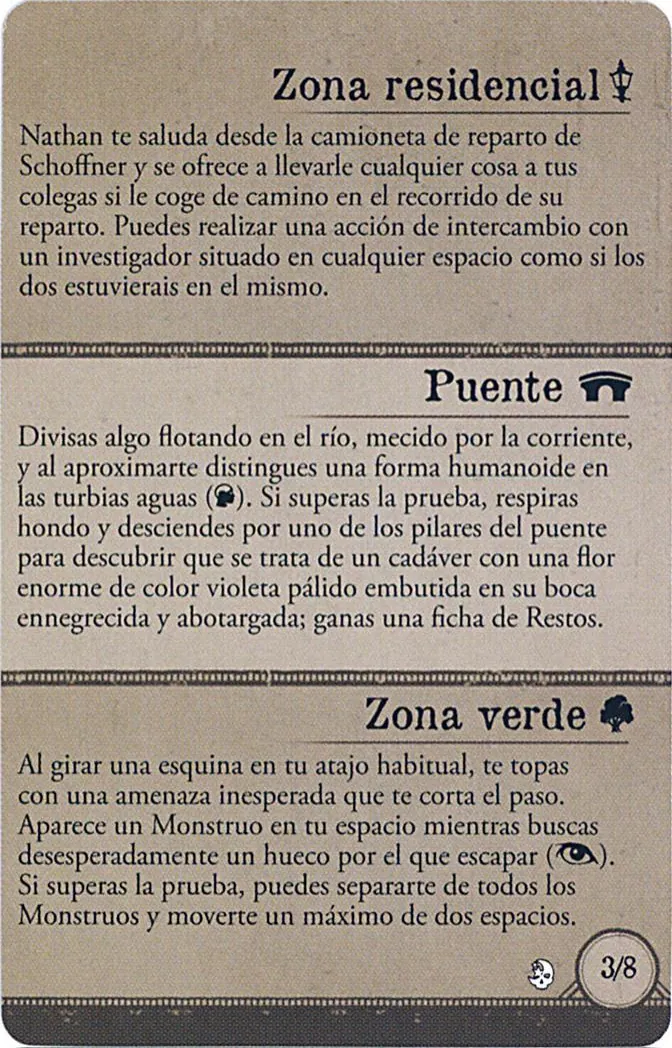 Zona residencial
Nathan te saluda desde la camioneta de reparto de
Schoffner y se ofrece a llevarle cualquier cosa a tus
colegas si le coge de camino en el recorrido de su
reparto. Puedes realizar una acción de intercambio con
un investigador situado en cualquier espacio como si los
dos estuvierais en el mismo.
Puente
Divisas algo flotando en el río, mecido por la corriente,
y al aproximarte distingues una forma humanoide en
las turbias aguas (). Si superas la prueba, respiras
hondo y desciendes por uno de los pilares del puente
para descubrir que se trata de un cadáver con una flor
enorme de color violeta pálido embutida en su boca
ennegrecida y abotargada; ganas una ficha de Restos.
Zona verde
Al girar una esquina en tu atajo habitual, te topas
con una amenaza inesperada que te corta el paso.
Aparece un Monstruo en tu espacio mientras buscas
desesperadamente un hueco por el que escapar ().
Si superas la prueba, puedes separarte de todos los
Monstruos y moverte un máximo de dos espacios.
3/8